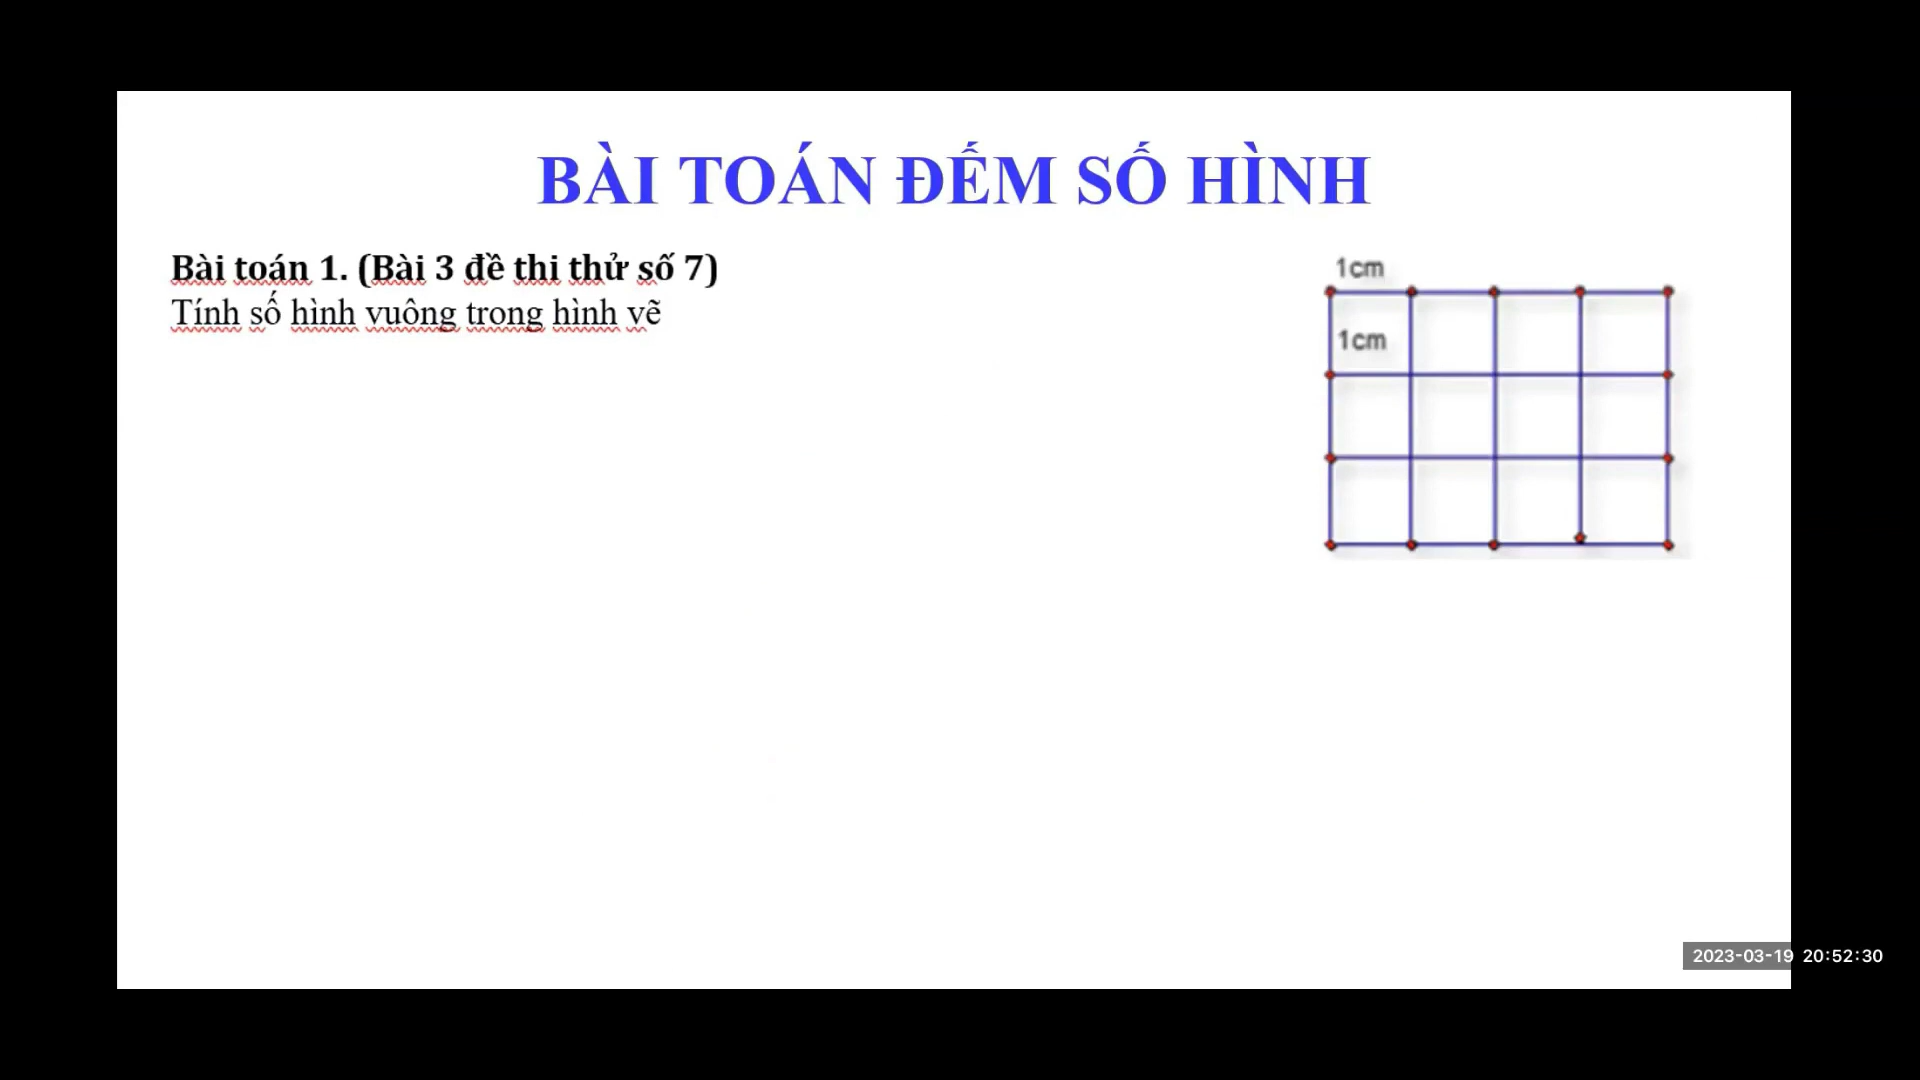 BÀI TOÁN ĐẾM SỐ HÌNH
Bài toán 1. (Bài 3 đề thi thử số 7)
Tính số hình vuông trong hình vẽ
1cm
1cm
2023-03-19 20:52:30